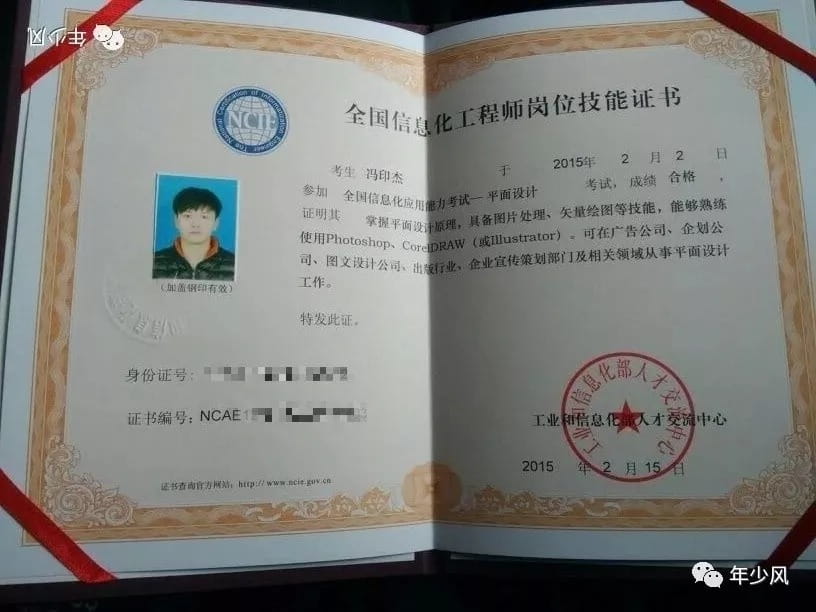 年少风
The National Certification of Informatization Engineer
NCIE
全国信息化工程师岗位技能证书
考生 冯印杰 于 2015年 2 月 2 日
参加 全国信息化应用能力考试—平面设计 考试，成绩 合格 ，
证明其 掌握平面设计原理，具备图片处理、矢量绘图等技能，能够熟练
使用Photoshop、CorelDRAW（或Illustrator）。可在广告公司、企划公
司、图文设计公司、出版行业、企业宣传策划部门及相关领域从事平面设计
工作。
（加盖钢印有效）
特发此证。
身份证号：
证书编号：NCAE
工业和信息化部人才交流中心
工业和信息化部人才交流中心
2015 年 2 月 15 日
证书查询官方网站：http://www.ncie.gov.cn
年少风